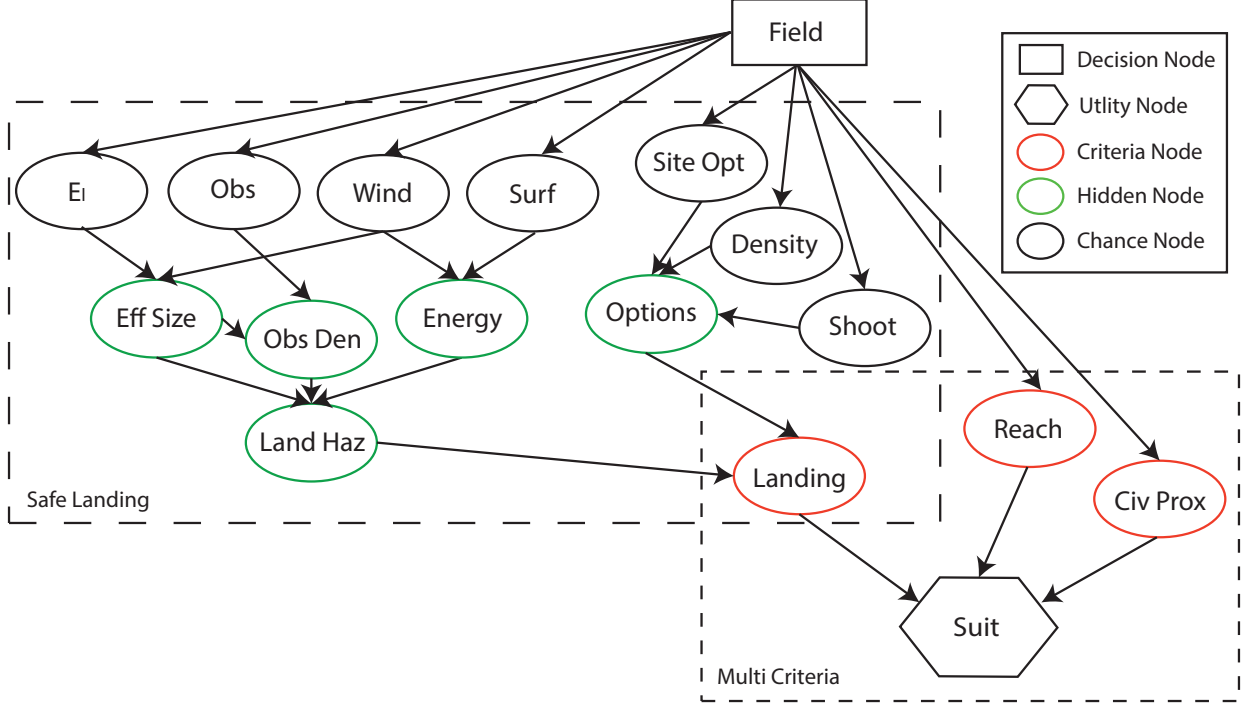 Field
Decision Node
Utlity Node
Criteria Node
Hidden Node
Chance Node
El
Obs
Wind
Surf
Site Opt
Density
Eff Size
Obs Den
Energy
Options
Shoot
Land Haz
Landing
Reach
Civ Prox
Safe Landing
Suit
Multi Criteria